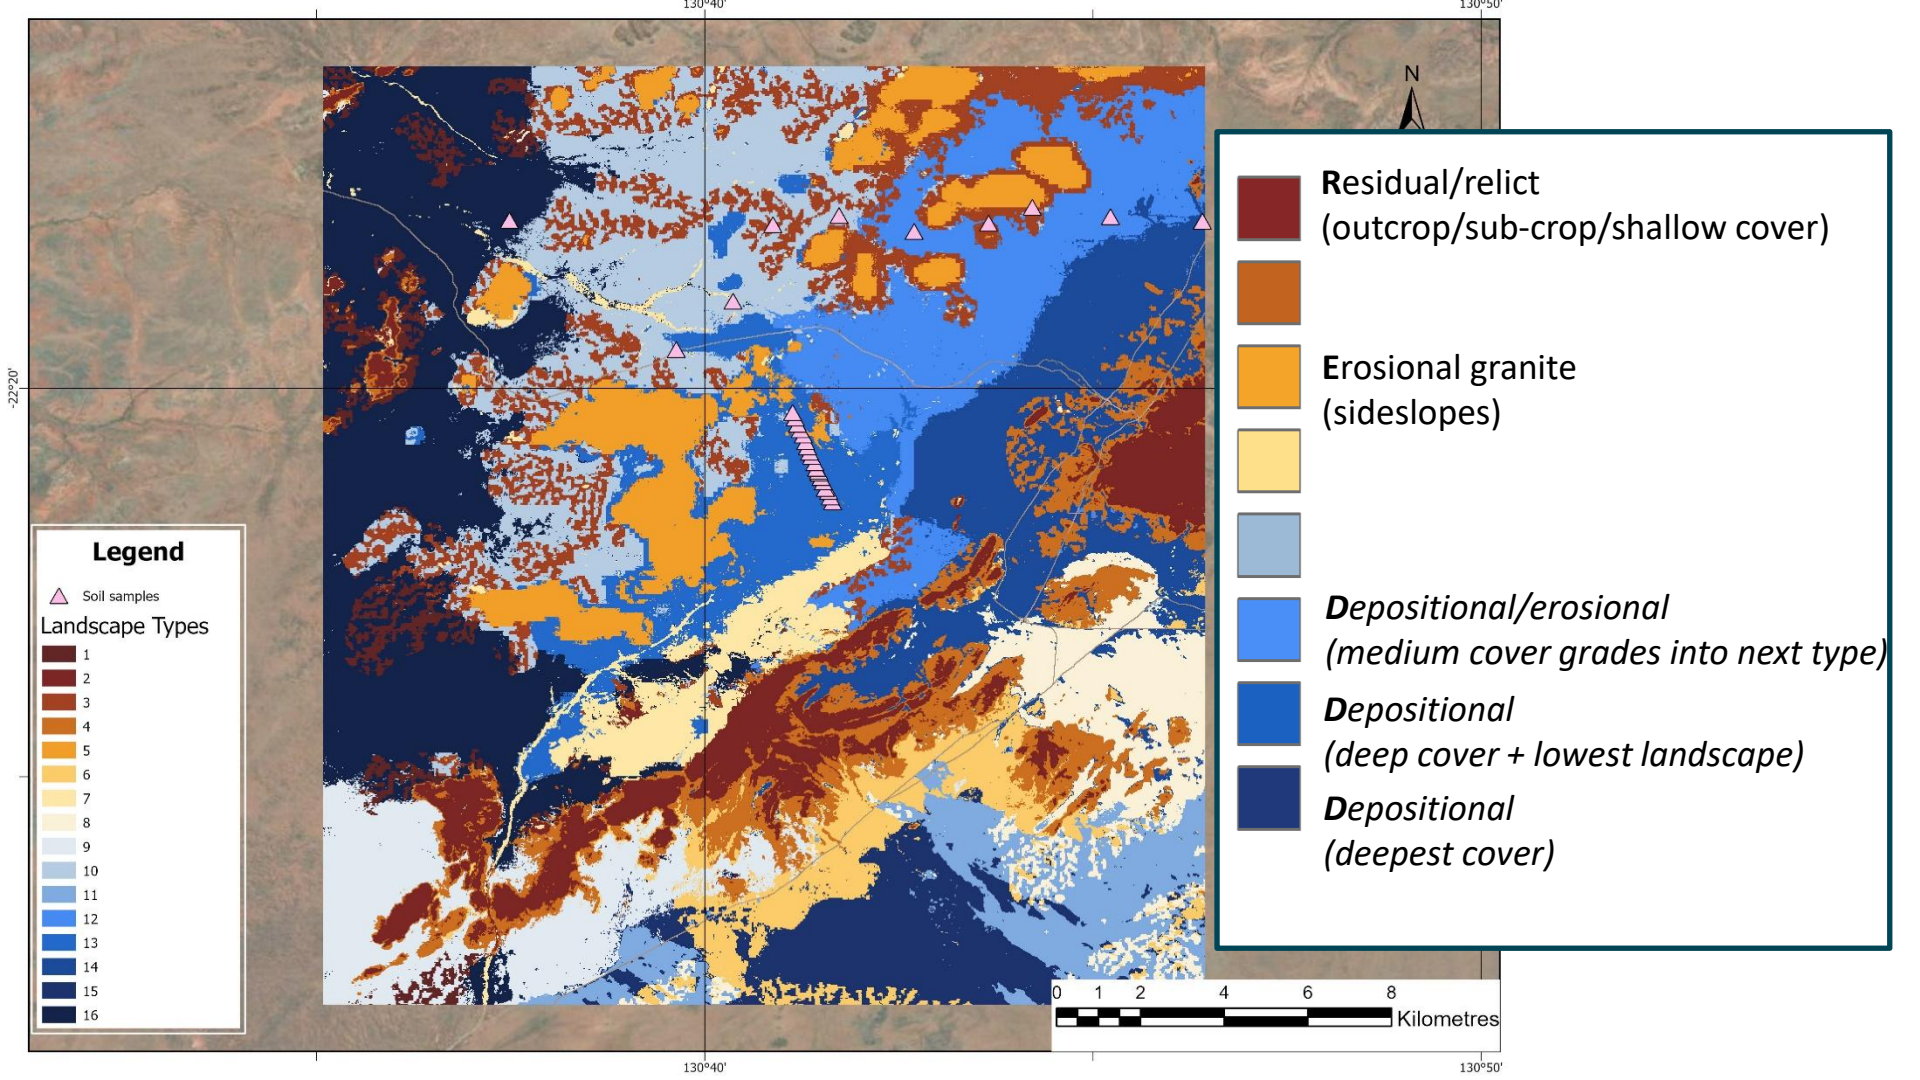 130°40'
130°50'
N
-22°20'
Residual/relict
(outcrop/sub-crop/shallow cover)
Erosional granite
(sideslopes)
Depositional/erosional
(medium cover grades into next type)
Depositional
(deep cover + lowest landscape)
Depositional
(deepest cover)
Legend
Soil samples
Landscape Types
1
2
3
4
5
6
7
8
9
10
11
12
13
14
15
16
0 1 2 4 6 8
Kilometres
130°40'
130°50'